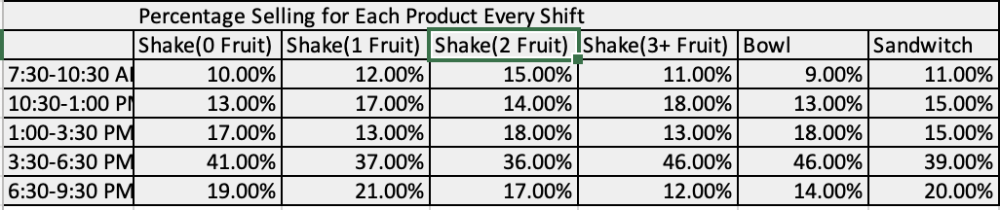 Percentage Selling for Each Product Every Shift
Shake(0 Fruit) Shake(1 Fruit) Shake(2 Fruit) Shake(3+ Fruit) Bowl Sandwitch
7:30-10:30 A 10.00% 12.00% 15.00% 11.00% 9.00% 11.00%
10:30-1:00 P 13.00% 17.00% 14.00% 18.00% 13.00% 15.00%
1:00-3:30 PM 17.00% 13.00% 18.00% 13.00% 18.00% 15.00%
3:30-6:30 PM 41.00% 37.00% 36.00% 46.00% 46.00% 39.00%
6:30-9:30 PM 19.00% 21.00% 17.00% 12.00% 14.00% 20.00%